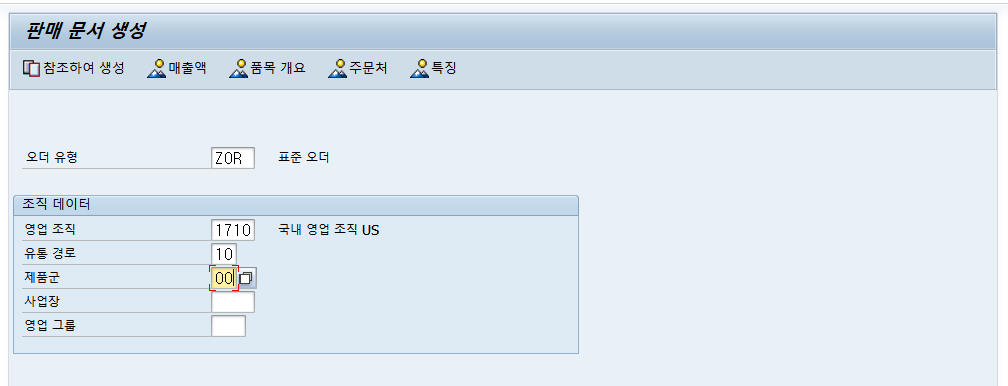 판매 문서 생성
참조하여 생성 매출액 품목 개요 주문처 특징
오더 유형 ZOR 표준 오더
조직 데이터
영업 조직 1710 국내 영업 조직 US
유통 경로 10
제품군 00
사업장
영업 그룹